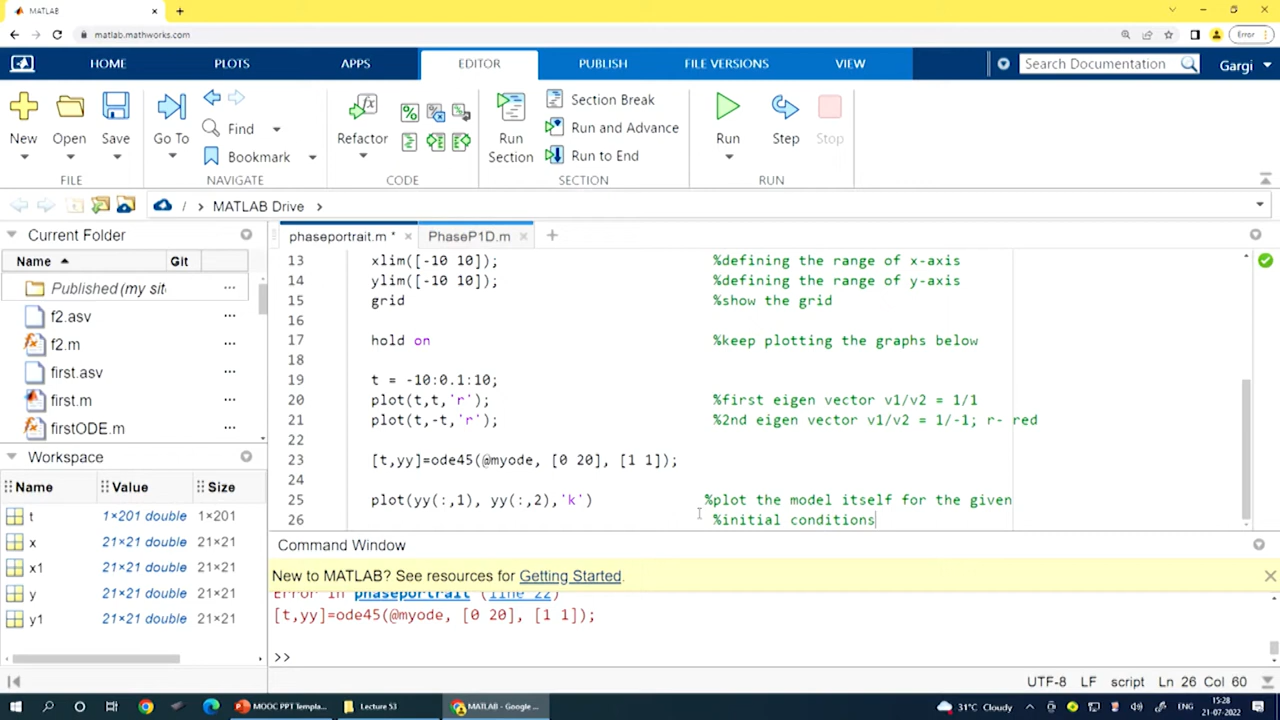 MATLAB
matlab.mathworks.com
Error
HOME PLOTS APPS EDITOR PUBLISH FILE VERSIONS VIEW
Search Documentation
Gargi
New Open Save
FILE
Go To
Find
Bookmark
NAVIGATE
Refactor
CODE
Run Section
Section Break
Run and Advance
Run to End
SECTION
Run Step Stop
RUN
/ MATLAB Drive
Current Folder
Name Git
Published (my sit
f2.asv
f2.m
first.asv
first.m
firstODE.m
Workspace
Name Value Size
t 1×201 double 1×201
x 21×21 double 21×21
x1 21×21 double 21×21
y 21×21 double 21×21
y1 21×21 double 21×21
phaseportrait.m * PhaseP1D.m
13 xlim([-10 10]); %defining the range of x-axis
14 ylim([-10 10]); %defining the range of y-axis
15 grid %show the grid
16
17 hold on %keep plotting the graphs below
18
19 t = -10:0.1:10;
20 plot(t,t,'r'); %first eigen vector v1/v2 = 1/1
21 plot(t,-t,'r'); %2nd eigen vector v1/v2 = 1/-1; r- red
22
23 [t,yy]=ode45(@myode, [0 20], [1 1]);
24
25 plot(yy(:,1), yy(:,2),'k') %plot the model itself for the given
26 %initial conditions
Command Window
New to MATLAB? See resources for Getting Started.
Error in phaseportrait (line 22)
[t,yy]=ode45(@myode, [0 20], [1 1]);
>>
UTF-8 LF script Ln 26 Col 60
MOOC PPT Templa...
Lecture 53
MATLAB - Google ...
31°C Cloudy
ENG
15:28
21-07-2022